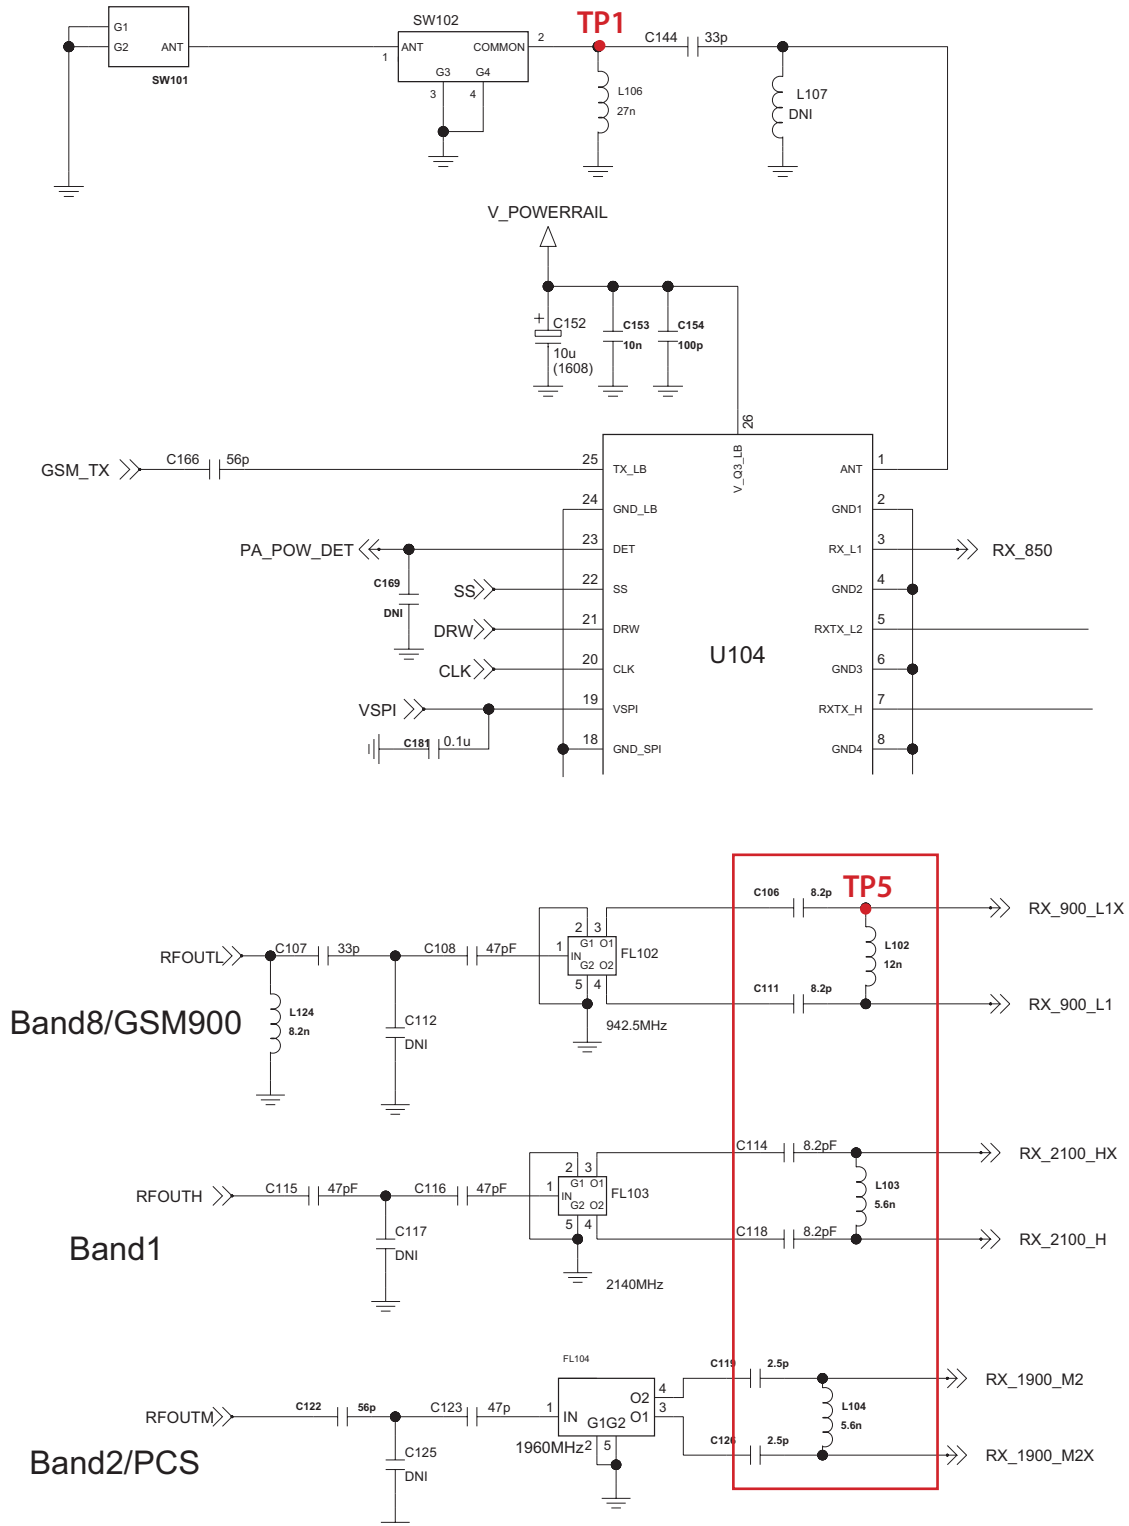 G1
G2
ANT
SW101
SW102
ANT
COMMON
1
2
G3
G4
3
4
TP1
C144
33p
L106
27n
L107
DNI
V_POWERRAIL
C152
10u
(1608)
C153
10n
C154
100p
26
V_Q3_LB
GSM_TX
C166
56p
25
TX_LB
ANT
1
24
GND_LB
GND1
2
PA_POW_DET
23
DET
RX_L1
3
RX_850
C169
DNI
SS
22
SS
GND2
4
DRW
21
DRW
RXTX_L2
5
U104
CLK
20
CLK
GND3
6
VSPI
19
VSPI
RXTX_H
7
C181
0.1u
18
GND_SPI
GND4
8
C106
8.2p
TP5
RX_900_L1X
RFOUTL
C107
33p
C108
47pF
1
2
3
G1
O1
IN
G2
O2
5
4
FL102
L102
12n
C111
8.2p
RX_900_L1
Band8/GSM900
L124
8.2n
C112
DNI
942.5MHz
C114
8.2pF
RX_2100_HX
RFOUTH
C115
47pF
C116
47pF
1
2
3
G1
O1
IN
G2
O2
5
4
FL103
L103
5.6n
C118
8.2pF
RX_2100_H
Band1
C117
DNI
2140MHz
FL104
C119
2.5p
RX_1900_M2
RFOUTM
C122
56p
C123
47p
1
IN
O2
G1G2
O1
4
3
2
5
1960MHz
L104
5.6n
C126
2.5p
RX_1900_M2X
Band2/PCS
C125
DNI